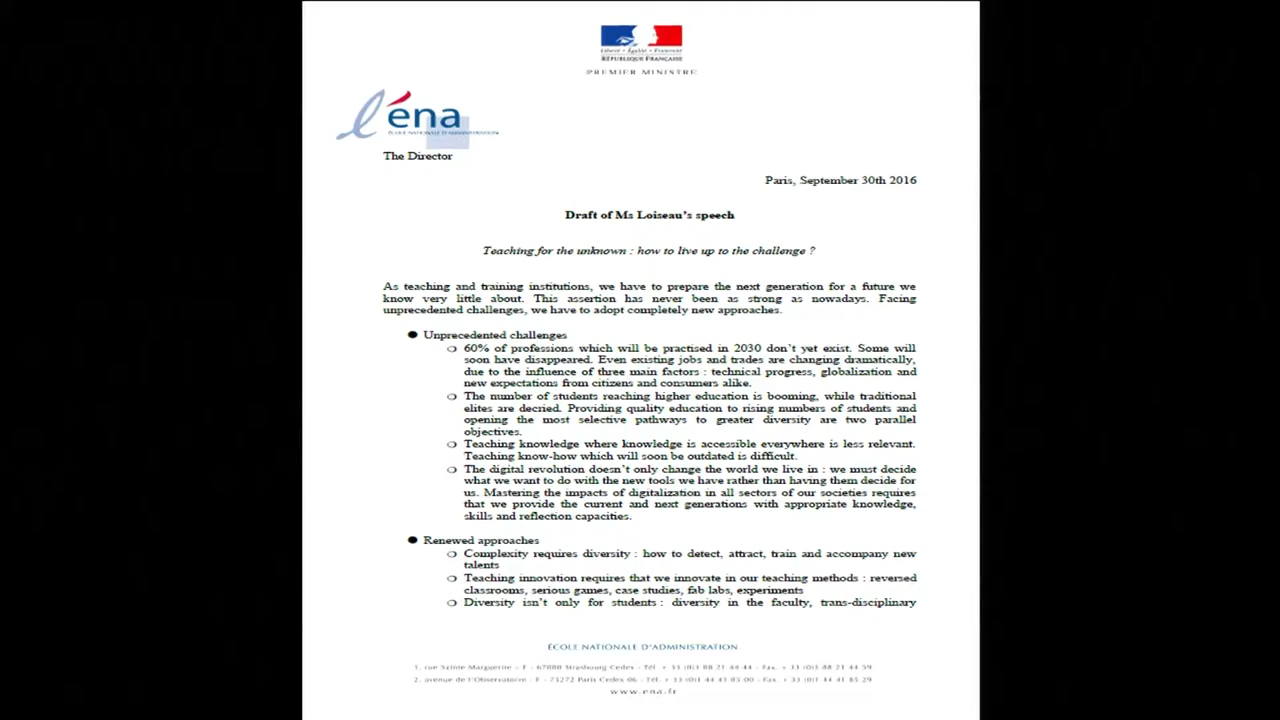 Liberté • Égalité • Fraternité
RÉPUBLIQUE FRANÇAISE
PREMIER MINISTRE
l'éna
ÉCOLE NATIONALE D'ADMINISTRATION
The Director
Paris, September 30th 2016
Draft of Ms Loiseau's speech
Teaching for the unknown : how to live up to the challenge ?
As teaching and training institutions, we have to prepare the next generation for a future we
know very little about. This assertion has never been as strong as nowadays. Facing
unprecedented challenges, we have to adopt completely new approaches.
● Unprecedented challenges
○ 60% of professions which will be practised in 2030 don't yet exist. Some will
soon have disappeared. Even existing jobs and trades are changing dramatically,
due to the influence of three main factors : technical progress, globalization and
new expectations from citizens and consumers alike.
○ The number of students reaching higher education is booming, while traditional
elites are decried. Providing quality education to rising numbers of students and
opening the most selective pathways to greater diversity are two parallel
objectives.
○ Teaching knowledge where knowledge is accessible everywhere is less relevant.
Teaching know-how which will soon be outdated is difficult.
○ The digital revolution doesn't only change the world we live in : we must decide
what we want to do with the new tools we have rather than having them decide for
us. Mastering the impacts of digitalization in all sectors of our societies requires
that we provide the current and next generations with appropriate knowledge,
skills and reflection capacities.
● Renewed approaches
○ Complexity requires diversity : how to detect, attract, train and accompany new
talents
○ Teaching innovation requires that we innovate in our teaching methods : reversed
classrooms, serious games, case studies, fab labs, experiments
○ Diversity isn't only for students : diversity in the faculty, trans-disciplinary
ÉCOLE NATIONALE D'ADMINISTRATION
1, rue Sainte Marguerite - F - 67080 Strasbourg Cedex - Tél. + 33 (0)3 88 21 44 44 - Fax. + 33 (0)3 88 21 44 59
2, avenue de l'Observatoire - F - 75272 Paris Cedex 06 - Tél. + 33 (0)1 44 41 85 00 - Fax. + 33 (0)1 44 41 85 29
www.ena.fr